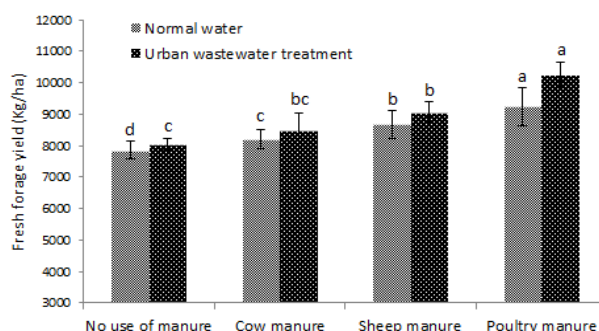 12000
11000
10000
9000
8000
7000
6000
5000
4000
3000
Fresh forage yield (Kg/ha)
Normal water
Urban wastewater treatment
d c c bc b b a a
No use of manure Cow manure Sheep manure Poultry manure